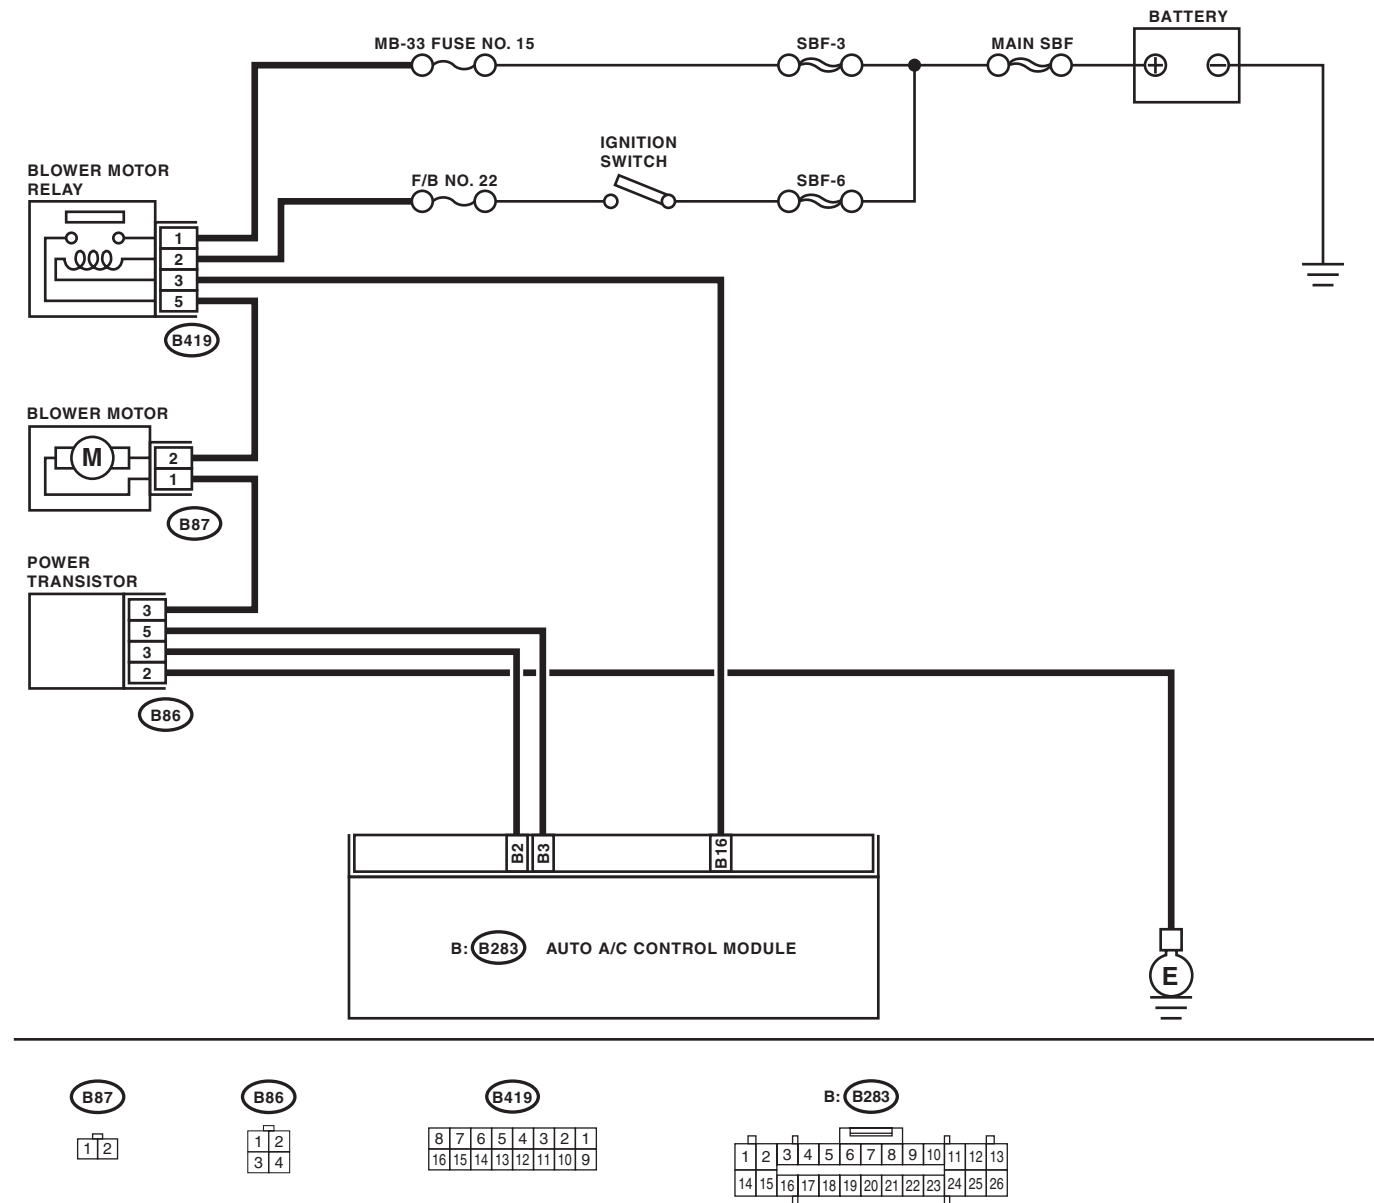 BATTERY
MB-33 FUSE NO. 15
SBF-3
MAIN SBF
+
−
IGNITION
SWITCH
BLOWER MOTOR
RELAY
F/B NO. 22
SBF-6
1
2
3
5
B419
BLOWER MOTOR
M
2
1
B87
POWER
TRANSISTOR
3
5
3
2
B86
B2
B3
B16
B: B283 AUTO A/C CONTROL MODULE
E
B87
1 2
B86
1 2
3 4
B419
8 7 6 5 4 3 2 1
16 15 14 13 12 11 10 9
B: B283
1 2 3 4 5 6 7 8 9 10 11 12 13
14 15 16 17 18 19 20 21 22 23 24 25 26